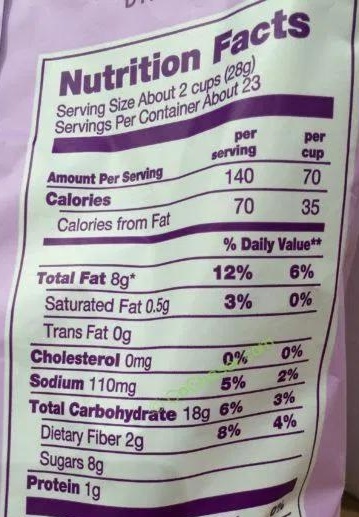 Nutrition Facts
Serving Size About 2 cups (28g)
Servings Per Container About 23
per serving per cup
Amount Per Serving
Calories 140 70
Calories from Fat 70 35
% Daily Value**
Total Fat 8g* 12% 6%
Saturated Fat 0.5g 3% 0%
Trans Fat 0g
Cholesterol 0mg 0% 0%
Sodium 110mg 5% 2%
Total Carbohydrate 18g 6% 3%
Dietary Fiber 2g 8% 4%
Sugars 8g
Protein 1g
0%